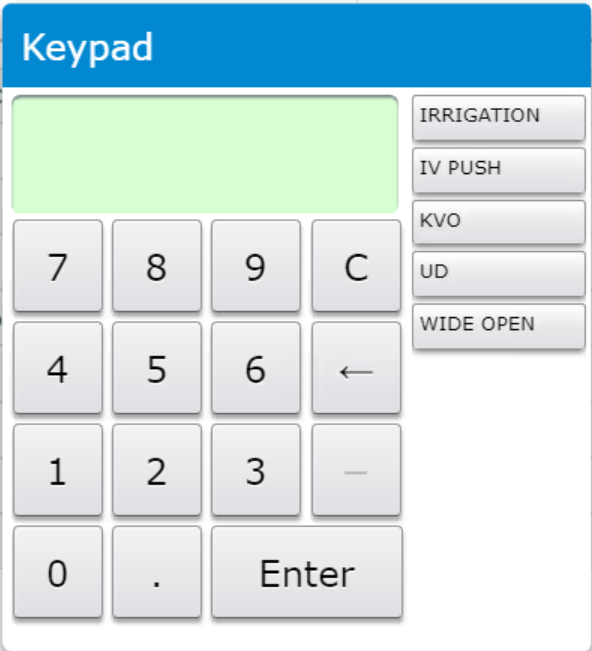 Keypad
IRRIGATION
IV PUSH
KVO
UD
WIDE OPEN
7 8 9 C
4 5 6 ←
1 2 3 –
0 . Enter